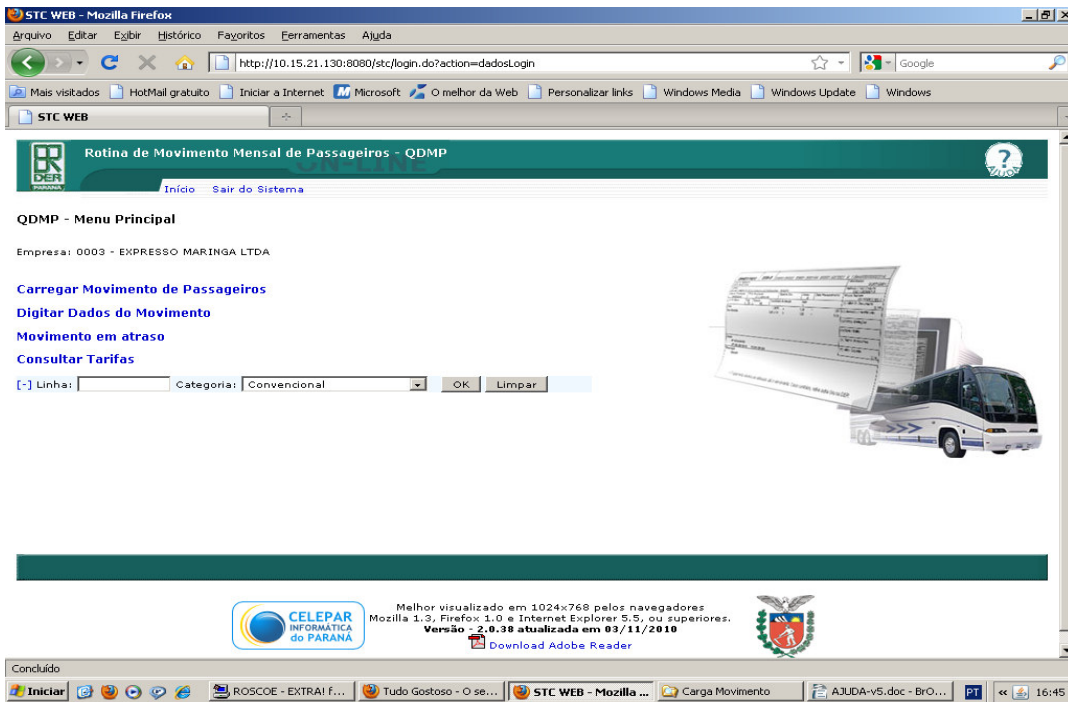 STC WEB - Mozilla Firefox
Arquivo Editar Exibir Histórico Favoritos Ferramentas Ajuda
http://10.15.21.130:8080/stc/login.do?action=dadosLogin
Google
Mais visitados HotMail gratuito Iniciar a Internet Microsoft O melhor da Web Personalizar links Windows Media Windows Update Windows
STC WEB
Rotina de Movimento Mensal de Passageiros - QDMP
ON-LINE
DER
PARANÁ
Início Sair do Sistema
QDMP - Menu Principal
Empresa: 0003 - EXPRESSO MARINGA LTDA
Carregar Movimento de Passageiros
Digitar Dados do Movimento
Movimento em atraso
Consultar Tarifas
[-] Linha: Categoria: Convencional OK Limpar
CELEPAR
INFORMÁTICA
do PARANÁ
Melhor visualizado em 1024x768 pelos navegadores
Mozilla 1.3, Firefox 1.0 e Internet Explorer 5.5, ou superiores.
Versão - 2.0.38 atualizada em 03/11/2010
Download Adobe Reader
Concluído
Iniciar ROSCOE - EXTRA! f... Tudo Gostoso - O se... STC WEB - Mozilla ... Carga Movimento AJUDA-v5.doc - BrO... PT « 16:45